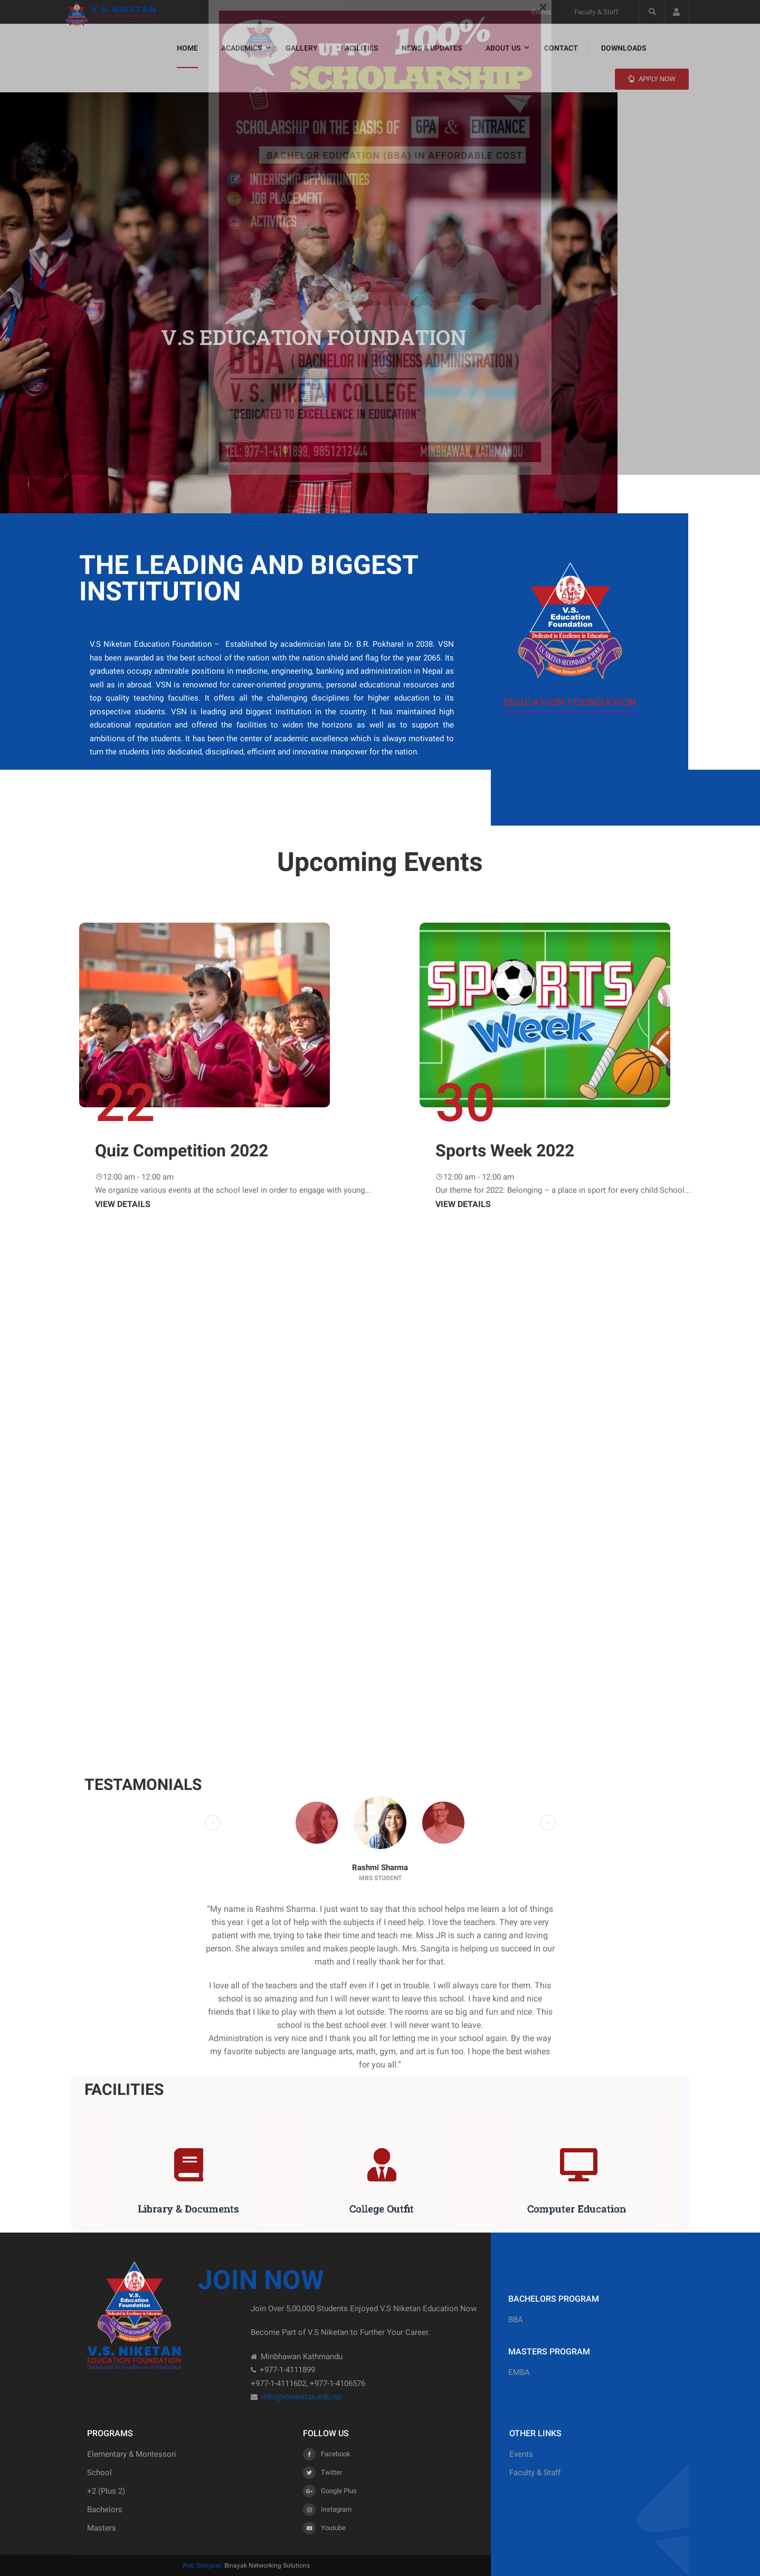 V.S. NIKETAN
Events
Faculty & Staff
HOME
ACADEMICS
GALLERY
FACILITIES
NEWS & UPDATES
ABOUT US
CONTACT
DOWNLOADS
APPLY NOW
UP TO 100%
SCHOLARSHIP
SCHOLARSHIP ON THE BASIS OF GPA & ENTRANCE
BACHELOR EDUCATION (BBA) IN AFFORDABLE COST
INTERNSHIP OPPORTUNITIES
JOB PLACEMENT
ACTIVITIES
V.S EDUCATION FOUNDATION
BBA ( BACHELOR IN BUSINESS ADMINISTRATION )
V. S. NIKETAN COLLEGE
"DEDICATED TO EXCELLENCE IN EDUCATION"
TEL: 977-1-4111899, 9851212444
MINBHAWAN, KATHMANDU
THE LEADING AND BIGGEST
INSTITUTION
V.S Niketan Education Foundation – Established by academician late Dr. B.R. Pokharel in 2038. VSN
has been awarded as the best school of the nation with the nation shield and flag for the year 2065. Its
graduates occupy admirable positions in medicine, engineering, banking and administration in Nepal as
well as in abroad. VSN is renowned for career-oriented programs, personal educational resources and
top quality teaching faculties. It offers all the challenging disciplines for higher education to its
prospective students. VSN is leading and biggest institution in the country. It has maintained high
educational reputation and offered the facilities to widen the horizons as well as to support the
ambitions of the students. It has been the center of academic excellence which is always motivated to
turn the students into dedicated, disciplined, efficient and innovative manpower for the nation.
V.S.
Education
Foundation
Dedicated to Excellence in Education
V.S. NIKETAN SECONDARY SCHOOL
EDUCATION FOUNDATION
Upcoming Events
SPORTS
Week
22
30
Quiz Competition 2022
12:00 am - 12:00 am
We organize various events at the school level in order to engage with young...
VIEW DETAILS
Sports Week 2022
12:00 am - 12:00 am
Our theme for 2022: Belonging – a place in sport for every child School...
VIEW DETAILS
TESTAMONIALS
Rashmi Sharma
MBS STUDENT
"My name is Rashmi Sharma. I just want to say that this school helps me learn a lot of things
this year. I get a lot of help with the subjects if I need help. I love the teachers. They are very
patient with me, trying to take their time and teach me. Miss JR is such a caring and loving
person. She always smiles and makes people laugh. Mrs. Sangita is helping us succeed in our
math and I really thank her for that.
I love all of the teachers and the staff even if I get in trouble. I will always care for them. This
school is so amazing and fun I will never want to leave this school. I have kind and nice
friends that I like to play with them a lot outside. The rooms are so big and fun and nice. This
school is the best school ever. I will never want to leave.
Administration is very nice and I thank you all for letting me in your school again. By the way
my favorite subjects are language arts, math, gym, and art is fun too. I hope the best wishes
for you all."
FACILITIES
Library & Documents
College Outfit
Computer Education
V.S.
Education
Foundation
Dedicated to Excellence in Education
V.S. NIKETAN
EDUCATION FOUNDATION
Dedicated to Excellence in Education
JOIN NOW
Join Over 5,00,000 Students Enjoyed V.S Niketan Education Now
Become Part of V.S Niketan to Further Your Career.
Minbhawan Kathmandu
+977-1-4111899
+977-1-4111602, +977-1-4106576
info@vsniketan.edu.np
BACHELORS PROGRAM
BBA
MASTERS PROGRAM
EMBA
PROGRAMS
Elementary & Montessori
School
+2 (Plus 2)
Bachelors
Masters
FOLLOW US
Facebook
Twitter
Google Plus
Instagram
Youtube
OTHER LINKS
Events
Faculty & Staff
Web Designer: Binayak Networking Solutions